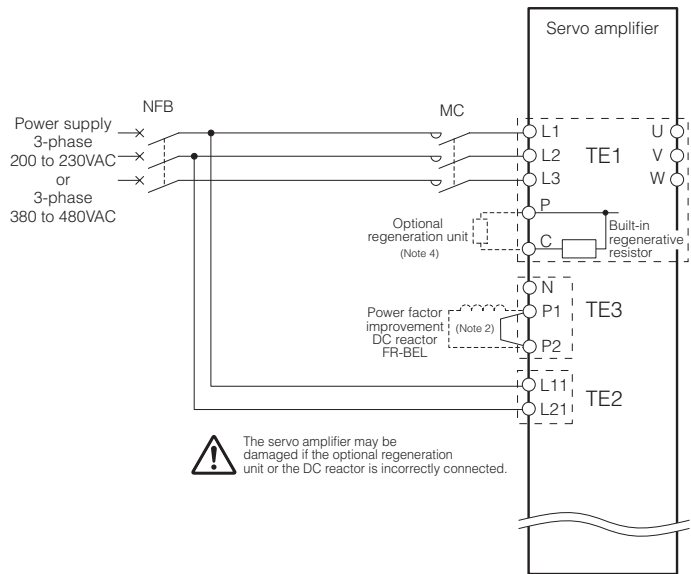 Servo amplifier
NFB
MC
Power supply
3-phase
200 to 230VAC
or
3-phase
380 to 480VAC
L1
L2
L3
TE1
U
V
W
P
C
Optional
regeneration unit
(Note 4)
Built-in
regenerative
resistor
N
P1
P2
TE3
Power factor
improvement
DC reactor
FR-BEL
(Note 2)
L11
L21
TE2
The servo amplifier may be
damaged if the optional regeneration
unit or the DC reactor is incorrectly connected.